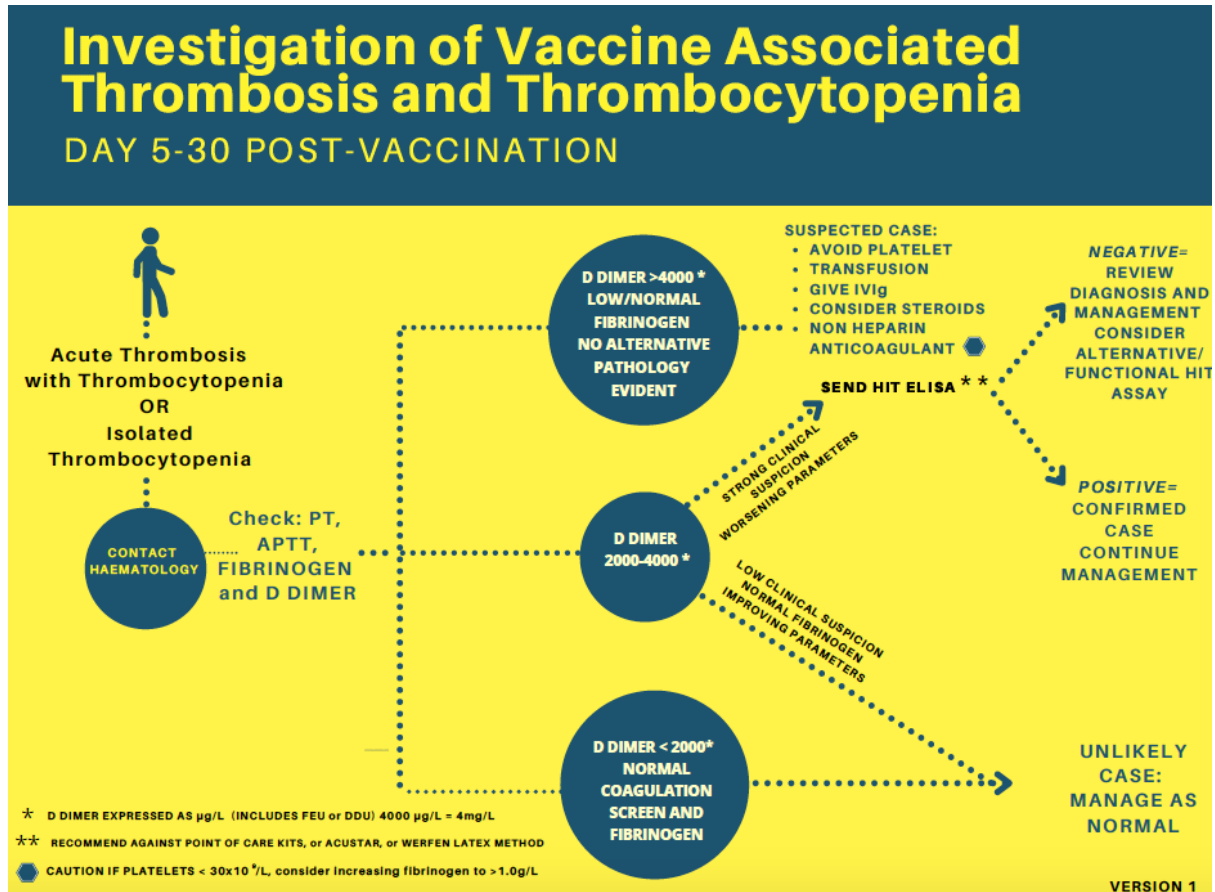 Investigation of Vaccine Associated
Thrombosis and Thrombocytopenia
DAY 5-30 POST-VACCINATION
Acute Thrombosis
with Thrombocytopenia
OR
Isolated
Thrombocytopenia
CONTACT
HAEMATOLOGY
Check: PT,
APTT,
FIBRINOGEN
and D DIMER
D DIMER >4000 *
LOW/NORMAL
FIBRINOGEN
NO ALTERNATIVE
PATHOLOGY
EVIDENT
SUSPECTED CASE:
• AVOID PLATELET
• TRANSFUSION
• GIVE IVIg
• CONSIDER STEROIDS
• NON HEPARIN
ANTICOAGULANT
SEND HIT ELISA **
NEGATIVE=
REVIEW
DIAGNOSIS AND
MANAGEMENT
CONSIDER
ALTERNATIVE/
FUNCTIONAL HIT
ASSAY
POSITIVE=
CONFIRMED
CASE
CONTINUE
MANAGEMENT
D DIMER
2000-4000 *
STRONG CLINICAL
SUSPICION
WORSENING PARAMETERS
LOW CLINICAL SUSPICION
NORMAL FIBRINOGEN
IMPROVING PARAMETERS
D DIMER < 2000*
NORMAL
COAGULATION
SCREEN AND
FIBRINOGEN
UNLIKELY
CASE:
MANAGE AS
NORMAL
* D DIMER EXPRESSED AS µg/L (INCLUDES FEU or DDU) 4000 µg/L = 4mg/L
** RECOMMEND AGAINST POINT OF CARE KITS, or ACUSTAR, or WERFEN LATEX METHOD
CAUTION IF PLATELETS < 30x10 ⁹/L, consider increasing fibrinogen to >1.0g/L
VERSION 1